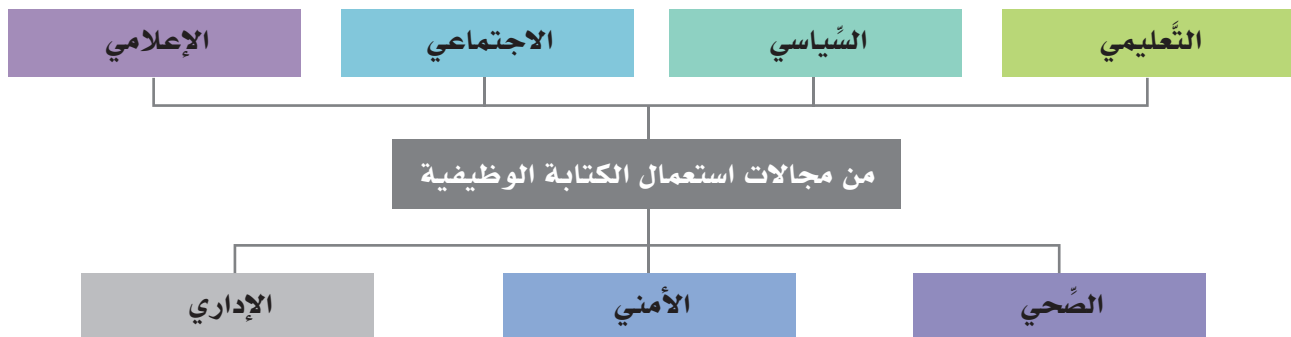 التَّعليمي
السِّياسي
الاجتماعي
الإعلامي
من مجالات استعمال الكتابة الوظيفية
الصِّحي
الأمني
الإداري